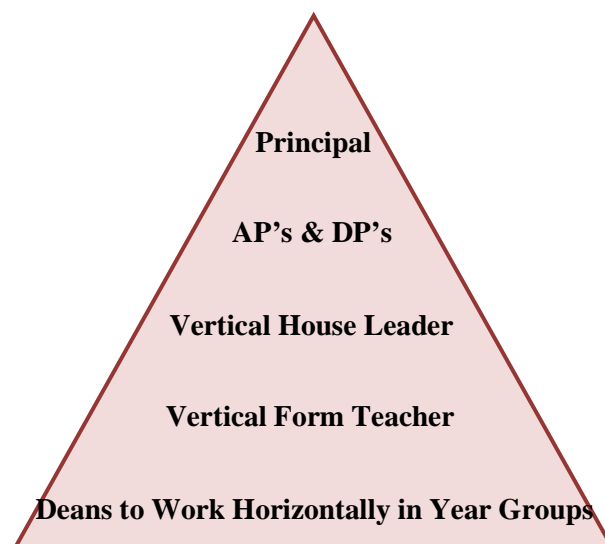 Principal
AP’s & DP’s
Vertical House Leader
Vertical Form Teacher
Deans to Work Horizontally in Year Groups